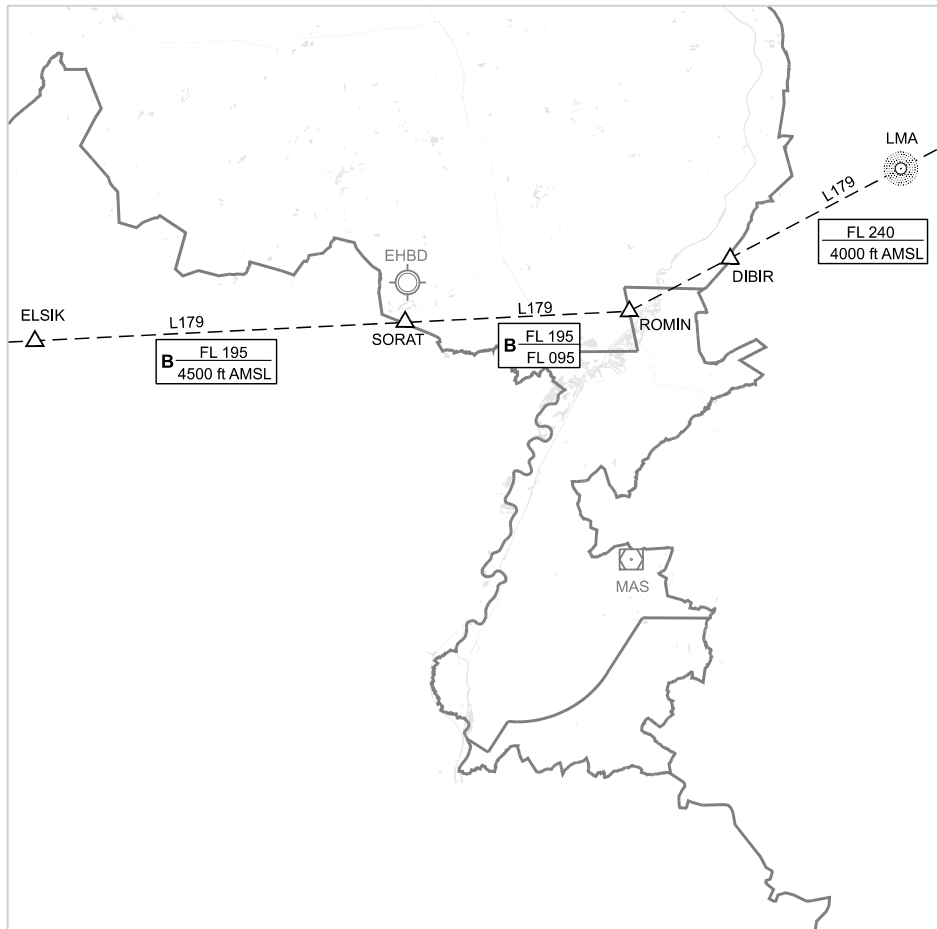 LMA
L179
FL 240
4000 ft AMSL
EHBD
DIBIR
ELSIK
L179
L179
ROMIN
SORAT
B FL 195
FL 095
B FL 195
4500 ft AMSL
MAS